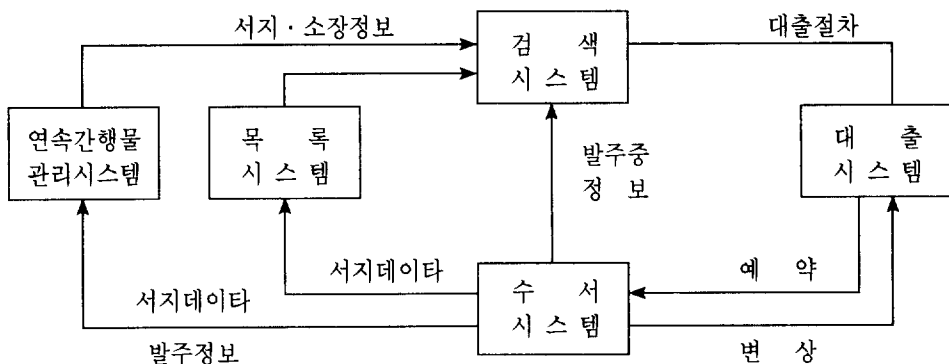 서지 · 소장정보
대출절차
검 색
시 스 템
연속간행물
관리시스템
목 록
시 스 템
발주중
정 보
대 출
시 스 템
서지데이타
예 약
서지데이타
수 서
시 스 템
발주정보
변 상